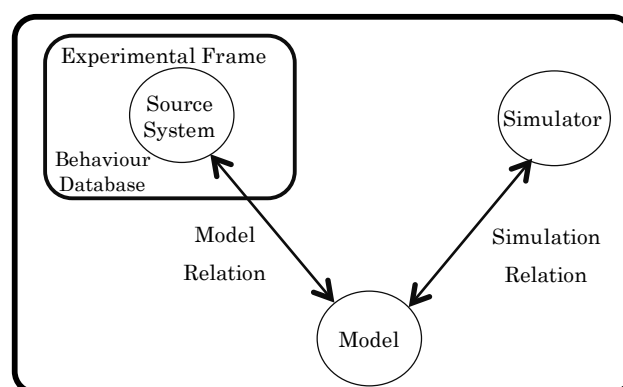 Experimental Frame
Source
System
Behaviour
Database
Simulator
Model
Relation
Simulation
Relation
Model